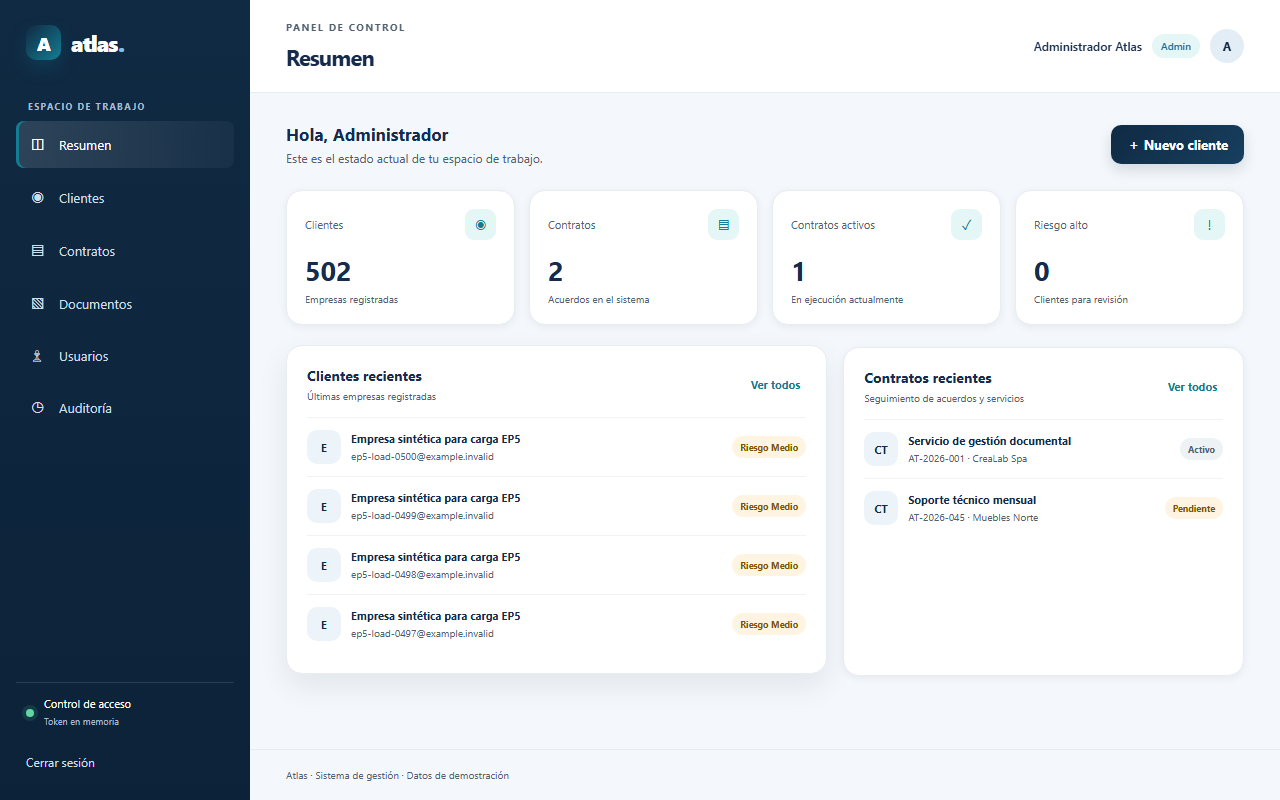 A atlas.
ESPACIO DE TRABAJO
Resumen
Clientes
Contratos
Documentos
Usuarios
Auditoría
Control de acceso
Token en memoria
Cerrar sesión
PANEL DE CONTROL
Resumen
Administrador Atlas Admin A
Hola, Administrador
Este es el estado actual de tu espacio de trabajo.
+ Nuevo cliente
Clientes
502
Empresas registradas
Contratos
2
Acuerdos en el sistema
Contratos activos
✓
1
En ejecución actualmente
Riesgo alto
!
0
Clientes para revisión
Clientes recientes
Últimas empresas registradas
Ver todos
E
Empresa sintética para carga EP5
ep5-load-0500@example.invalid
Riesgo Medio
E
Empresa sintética para carga EP5
ep5-load-0499@example.invalid
Riesgo Medio
E
Empresa sintética para carga EP5
ep5-load-0498@example.invalid
Riesgo Medio
E
Empresa sintética para carga EP5
ep5-load-0497@example.invalid
Riesgo Medio
Contratos recientes
Seguimiento de acuerdos y servicios
Ver todos
CT
Servicio de gestión documental
AT-2026-001 · CreaLab Spa
Activo
CT
Soporte técnico mensual
AT-2026-045 · Muebles Norte
Pendiente
Atlas · Sistema de gestión · Datos de demostración